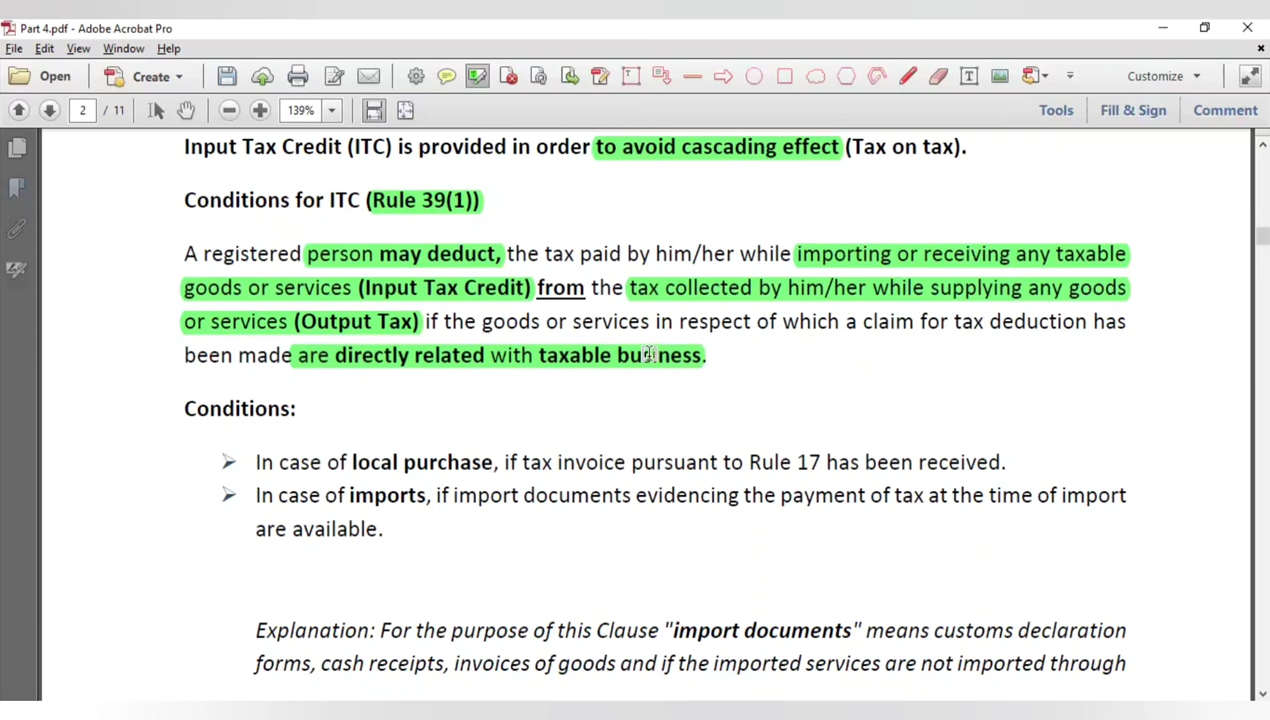 Part 4.pdf - Adobe Acrobat Pro
File Edit View Window Help
Open Create Customize
2 / 11 139% Tools Fill & Sign Comment
Input Tax Credit (ITC) is provided in order to avoid cascading effect (Tax on tax).
Conditions for ITC (Rule 39(1))
A registered person may deduct, the tax paid by him/her while importing or receiving any taxable
goods or services (Input Tax Credit) from the tax collected by him/her while supplying any goods
or services (Output Tax) if the goods or services in respect of which a claim for tax deduction has
been made are directly related with taxable business.
Conditions:
In case of local purchase, if tax invoice pursuant to Rule 17 has been received.
In case of imports, if import documents evidencing the payment of tax at the time of import
are available.
Explanation: For the purpose of this Clause "import documents" means customs declaration
forms, cash receipts, invoices of goods and if the imported services are not imported through